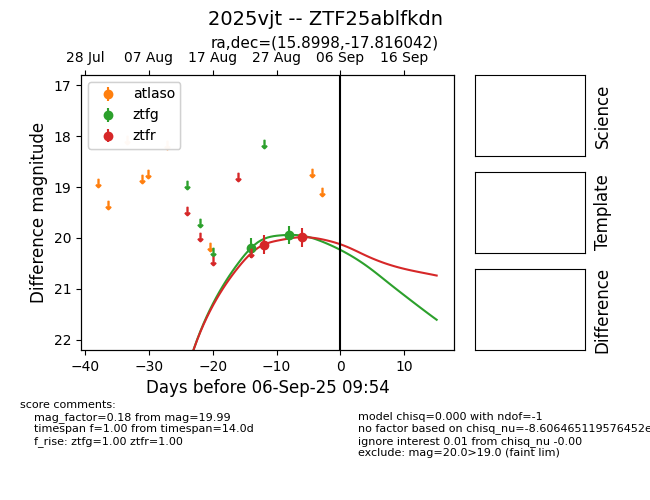 2025vjt -- ZTF25ablfkdn
ra,dec=(15.8998,-17.816042)
28 Jul 07 Aug 17 Aug 27 Aug 06 Sep 16 Sep
17
18
19
20
21
22
Difference magnitude
atlaso
ztfg
ztfr
−40 −30 −20 −10 0 10
Days before 06-Sep-25 09:54
Science
Template
Difference
score comments:
mag_factor=0.18 from mag=19.99
timespan f=1.00 from timespan=14.0d
f_rise: ztfg=1.00 ztfr=1.00
model chisq=0.000 with ndof=-1
no factor based on chisq_nu=-8.606465119576452e
ignore interest 0.01 from chisq_nu -0.00
exclude: mag=20.0>19.0 (faint lim)